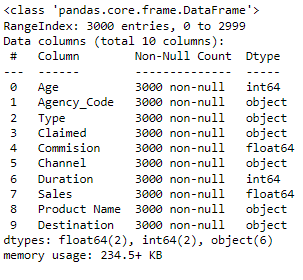 <class 'pandas.core.frame.DataFrame'>
RangeIndex: 3000 entries, 0 to 2999
Data columns (total 10 columns):
 #   Column        Non-Null Count  Dtype
---  ------        --------------  -----
 0   Age           3000 non-null   int64
 1   Agency_Code   3000 non-null   object
 2   Type          3000 non-null   object
 3   Claimed       3000 non-null   object
 4   Commision     3000 non-null   float64
 5   Channel       3000 non-null   object
 6   Duration      3000 non-null   int64
 7   Sales         3000 non-null   float64
 8   Product Name  3000 non-null   object
 9   Destination   3000 non-null   object
dtypes: float64(2), int64(2), object(6)
memory usage: 234.5+ KB